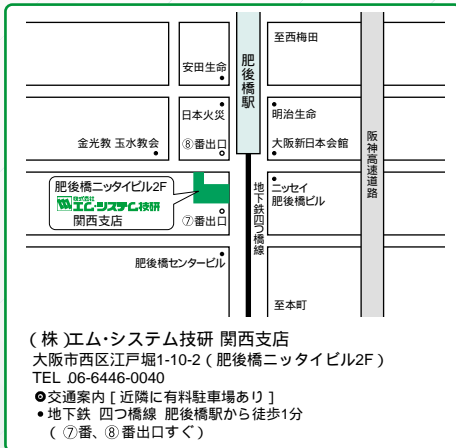 至西梅田
安田生命
肥後橋駅
日本火災
明治生命
金光教 玉水教会
⑧番出口
大阪新日本会館
阪神高速道路
肥後橋ニッタイビル2F
株式会社
エム・システム技研
関西支店
ニッセイ
肥後橋ビル
地下鉄四つ橋線
⑦番出口
肥後橋センタービル
至本町
(株)エム・システム技研 関西支店
大阪市西区江戸堀1-10-2(肥後橋ニッタイビル2F)
TEL .06-6446-0040
●交通案内[近隣に有料駐車場あり]
•地下鉄 四つ橋線 肥後橋駅から徒歩1分
(⑦番、⑧番出口すぐ)